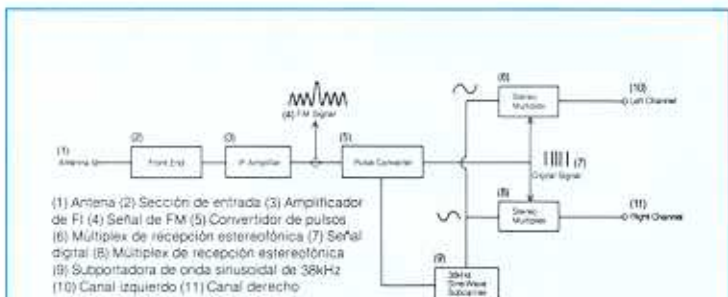 (6)
(10)
Stereo
Multiplex
Left Channel
(4) FM Signal
(1)
(2)
(3)
(5)
Antenna
Front End
IF Amplifier
Pulse Converter
(7)
Digital Signal
(1) Antena (2) Sección de entrada (3) Amplificador
de FI (4) Señal de FM (5) Convertidor de pulsos
(6) Múltiplex de recepción estereofónica (7) Señal
digital (8) Múltiplex de recepción estereofónica
(9) Subportadora de onda sinusoidal de 38kHz
(10) Canal izquierdo (11) Canal derecho
(8)
(11)
Stereo
Multiplex
Right Channel
(9)
38kHz
Sine Wave
Subcarrier